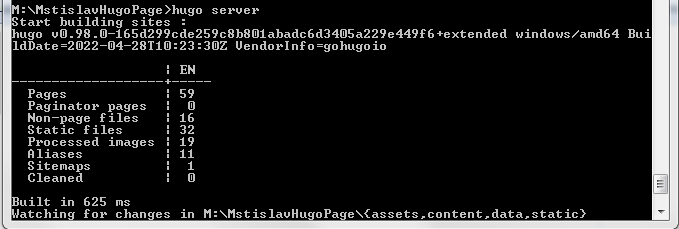 M:\MstislavHugoPage>hugo server
Start building sites :
hugo v0.98.0-165d299cde259c8b801abadc6d3405a229e449f6+extended windows/amd64 Bui
ldDate=2022-04-28T10:23:30Z VendorInfo=gohugoio
                   | EN
-------------------+-----
  Pages            | 59
  Paginator pages  |  0
  Non-page files   | 16
  Static files     | 32
  Processed images | 19
  Aliases          | 11
  Sitemaps         |  1
  Cleaned          |  0
Built in 625 ms
Watching for changes in M:\MstislavHugoPage\{assets,content,data,static}